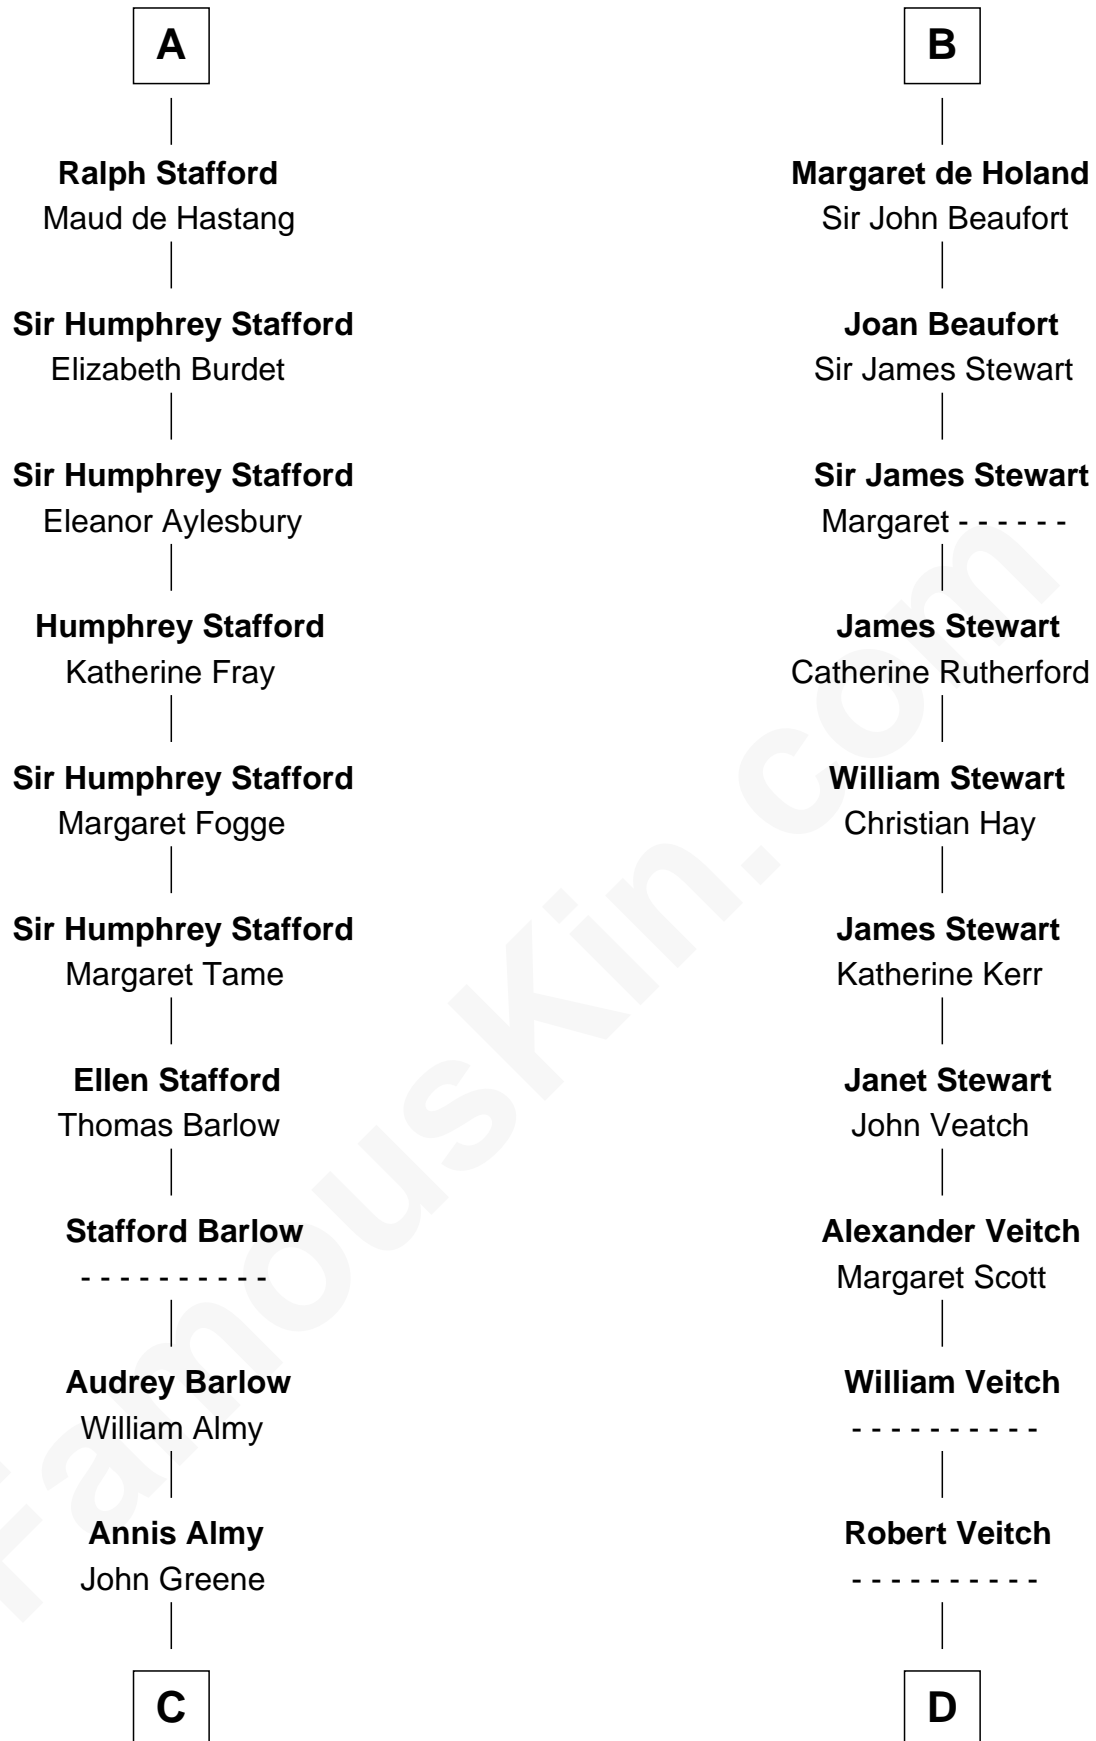 A
Ralph Stafford
Maud de Hastang
Sir Humphrey Stafford
Elizabeth Burdet
Sir Humphrey Stafford
Eleanor Aylesbury
Humphrey Stafford
Katherine Fray
Sir Humphrey Stafford
Margaret Fogge
Sir Humphrey Stafford
Margaret Tame
Ellen Stafford
Thomas Barlow
Stafford Barlow
- - - - - - - - - -
Audrey Barlow
William Almy
Annis Almy
John Greene
C
B
Margaret de Holand
Sir John Beaufort
Joan Beaufort
Sir James Stewart
Sir James Stewart
Margaret - - - - - -
James Stewart
Catherine Rutherford
William Stewart
Christian Hay
James Stewart
Katherine Kerr
Janet Stewart
John Veatch
Alexander Veitch
Margaret Scott
William Veitch
- - - - - - - - - -
Robert Veitch
- - - - - - - - - -
D
FamousKin.com